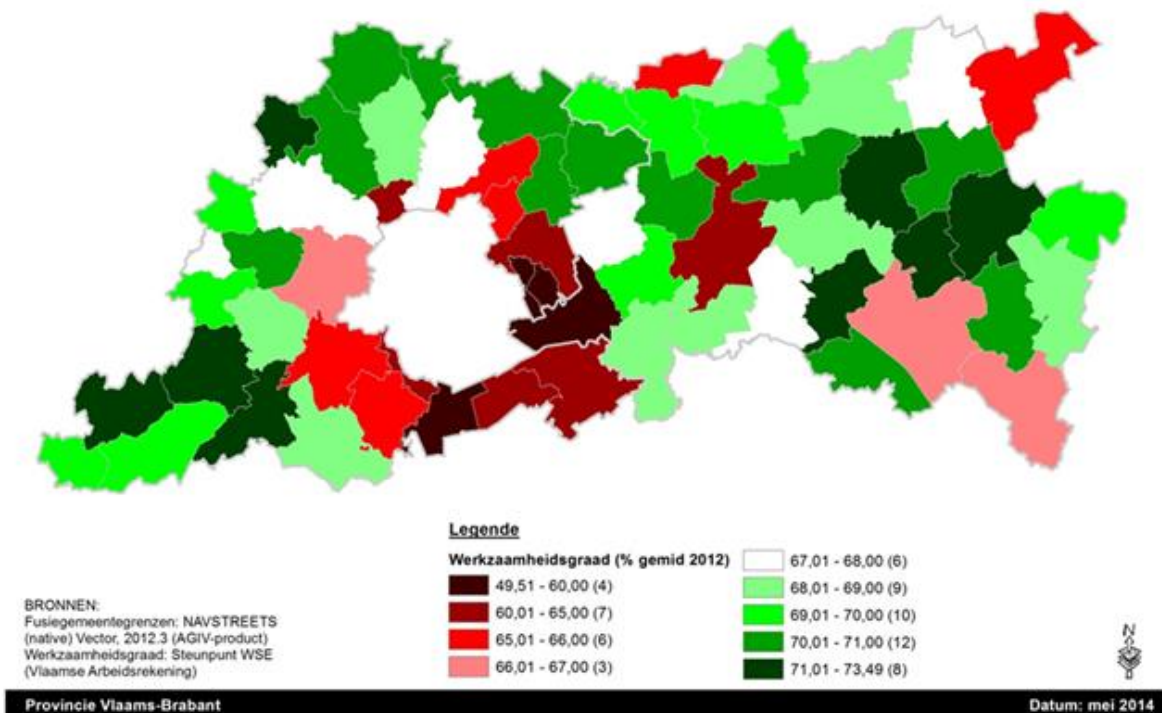 Legende
Werkzaamheidsgraad (% gemid 2012)
49,51 - 60,00 (4)
60,01 - 65,00 (7)
65,01 - 66,00 (6)
66,01 - 67,00 (3)
67,01 - 68,00 (6)
68,01 - 69,00 (9)
69,01 - 70,00 (10)
70,01 - 71,00 (12)
71,01 - 73,49 (8)
BRONNEN:
Fusiegemeentegrenzen: NAVSTREETS
(native) Vector, 2012.3 (AGIV-product)
Werkzaamheidsgraad: Steunpunt WSE
(Vlaamse Arbeidsrekening)
N
Provincie Vlaams-Brabant
Datum: mei 2014